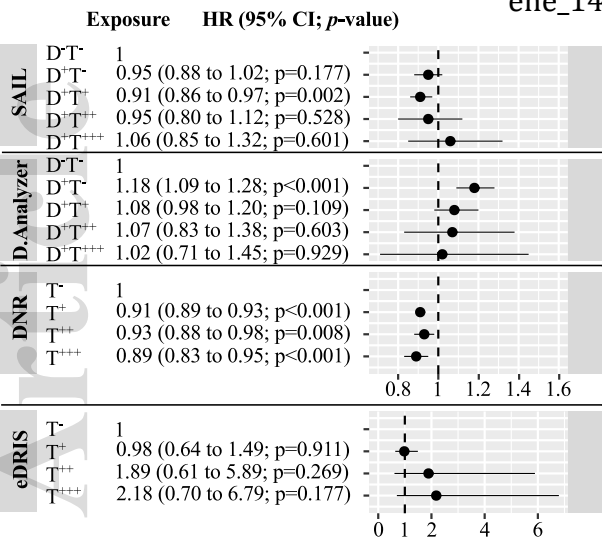 ene_14
Exposure HR (95% CI; p-value)
SAIL
D⁻T⁻ 1
D⁺T⁻ 0.95 (0.88 to 1.02; p=0.177)
D⁺T⁺ 0.91 (0.86 to 0.97; p=0.002)
D⁺T⁺⁺ 0.95 (0.80 to 1.12; p=0.528)
D⁺T⁺⁺⁺ 1.06 (0.85 to 1.32; p=0.601)
D.Analyzer
D⁻T⁻ 1
D⁺T⁻ 1.18 (1.09 to 1.28; p<0.001)
D⁺T⁺ 1.08 (0.98 to 1.20; p=0.109)
D⁺T⁺⁺ 1.07 (0.83 to 1.38; p=0.603)
D⁺T⁺⁺⁺ 1.02 (0.71 to 1.45; p=0.929)
DNR
T⁻ 1
T⁺ 0.91 (0.89 to 0.93; p<0.001)
T⁺⁺ 0.93 (0.88 to 0.98; p=0.008)
T⁺⁺⁺ 0.89 (0.83 to 0.95; p<0.001)
0.8 1 1.2 1.4 1.6
eDRIS
T⁻ 1
T⁺ 0.98 (0.64 to 1.49; p=0.911)
T⁺⁺ 1.89 (0.61 to 5.89; p=0.269)
T⁺⁺⁺ 2.18 (0.70 to 6.79; p=0.177)
0 1 2 4 6
Article